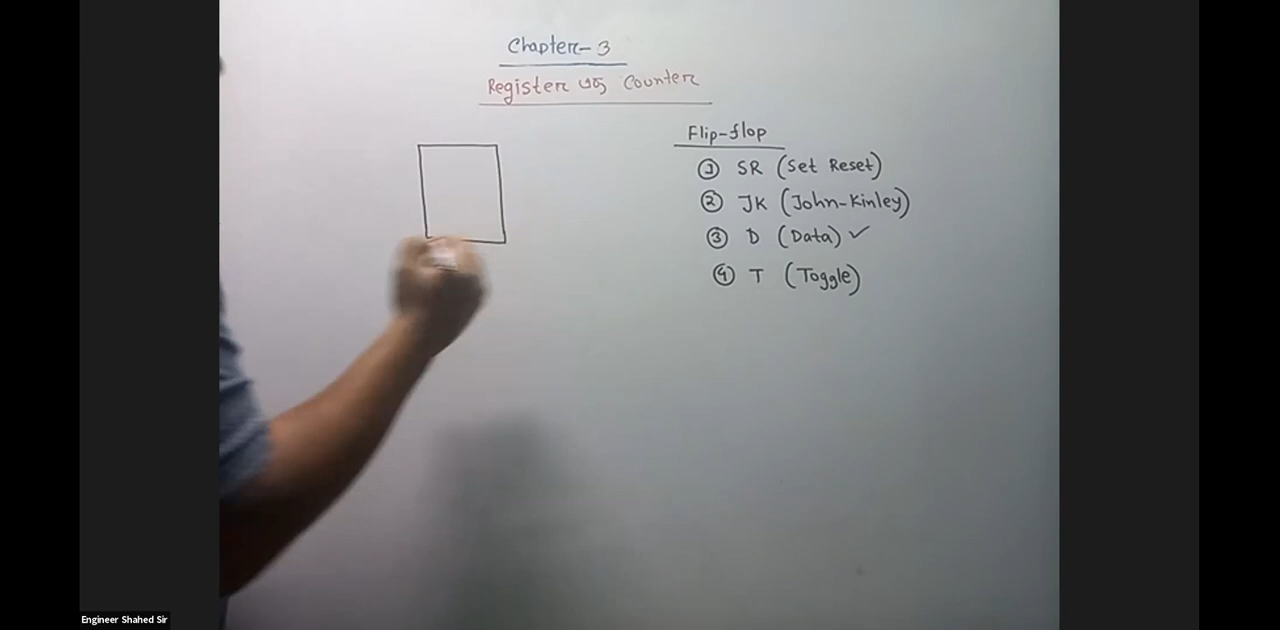 Chapter-3
Register এবং Counter
Flip-flop
① SR (Set Reset)
② JK (John-Kinley)
③ D (Data) ✓
④ T (Toggle)
Engineer Shahed Sir